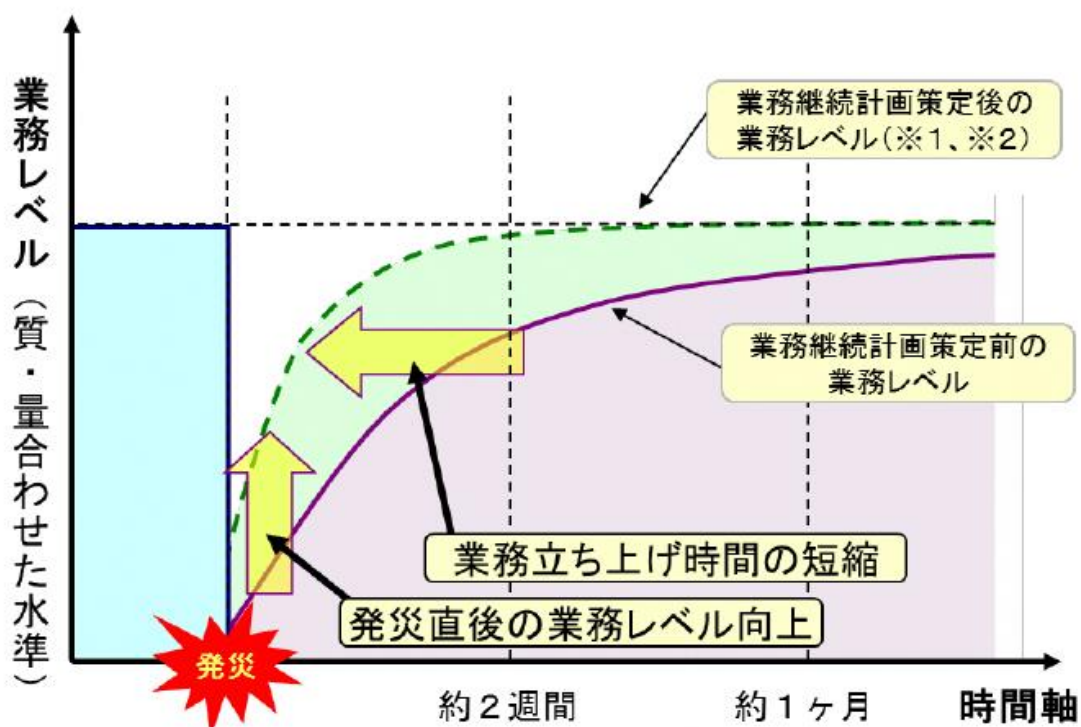 業務レベル（質・量合わせた水準）
業務継続計画策定後の
業務レベル(※1、※2)
業務継続計画策定前の
業務レベル
業務立ち上げ時間の短縮
発災直後の業務レベル向上
発災
約２週間
約１ヶ月
時間軸